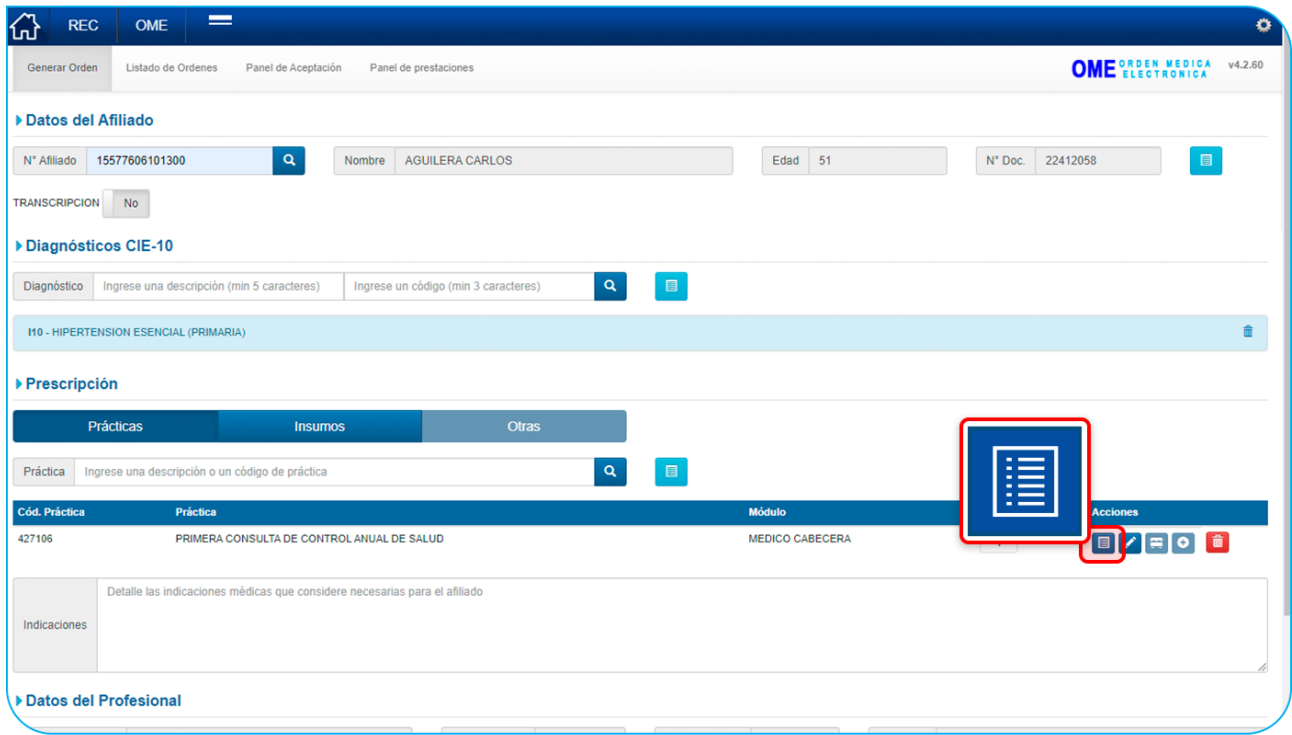 REC OME
Generar Orden Listado de Ordenes Panel de Aceptación Panel de prestaciones OME ORDEN MEDICA ELECTRONICA v4.2.60
Datos del Afiliado
N° Afiliado 15577606101300 Nombre AGUILERA CARLOS Edad 51 N° Doc. 22412058
TRANSCRIPCION No
Diagnósticos CIE-10
Diagnóstico Ingrese una descripción (min 5 caracteres) Ingrese un código (min 3 caracteres)
I10 - HIPERTENSION ESENCIAL (PRIMARIA)
Prescripción
Prácticas Insumos Otras
Práctica Ingrese una descripción o un código de práctica
Cód. Práctica Práctica Módulo Acciones
427106 PRIMERA CONSULTA DE CONTROL ANUAL DE SALUD MEDICO CABECERA
Indicaciones Detalle las indicaciones médicas que considere necesarias para el afiliado
Datos del Profesional